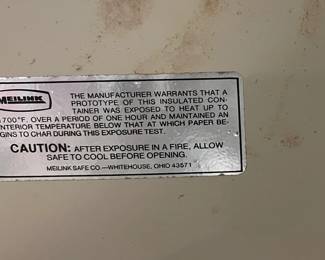 MEILINK
THE MANUFACTURER WARRANTS THAT A
PROTOTYPE OF THIS INSULATED CON-
TAINER WAS EXPOSED TO HEAT UP TO
1700°F. OVER A PERIOD OF ONE HOUR AND MAINTAINED AN
INTERIOR TEMPERATURE BELOW THAT AT WHICH PAPER BE-
GINS TO CHAR DURING THIS EXPOSURE TEST.
CAUTION: AFTER EXPOSURE IN A FIRE, ALLOW
SAFE TO COOL BEFORE OPENING.
MEILINK SAFE CO.—WHITEHOUSE, OHIO 43571